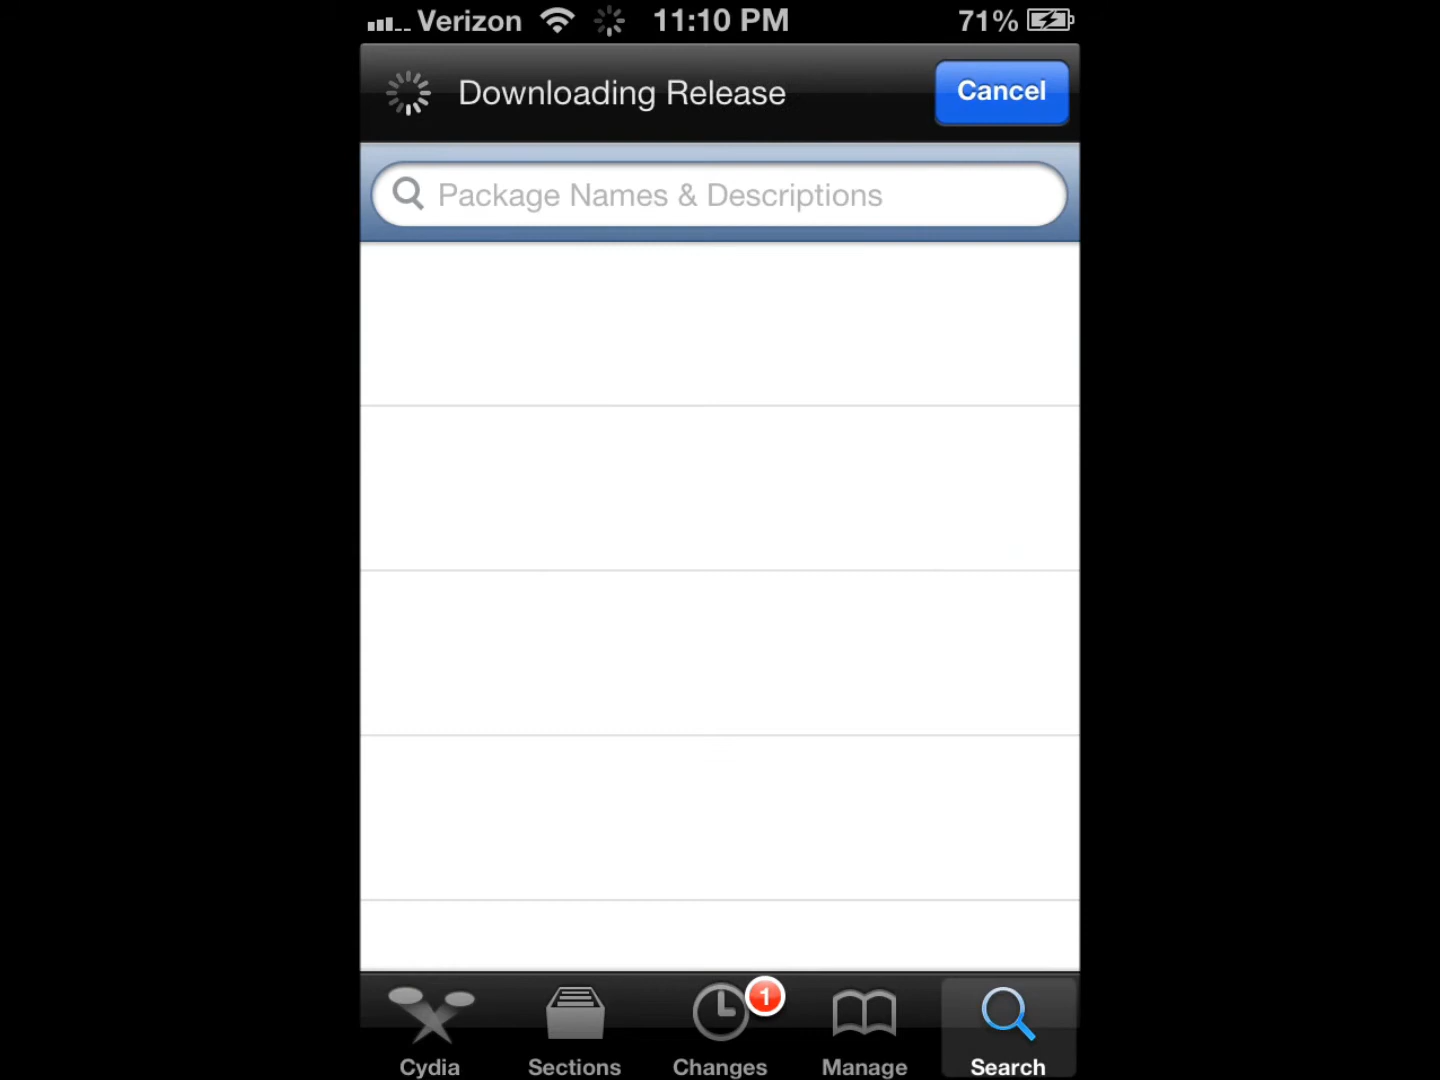 Verizon 11:10 PM 71%
Downloading Release Cancel
Package Names & Descriptions
1
Cydia Sections Changes Manage Search